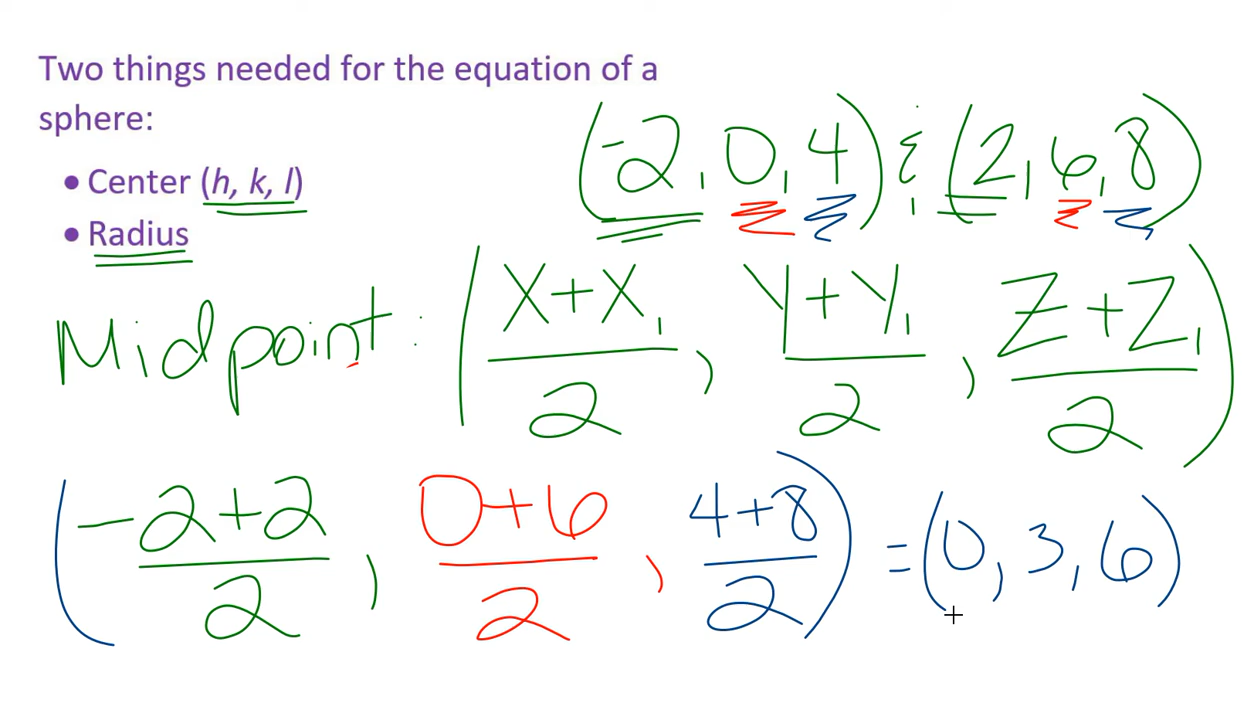 Two things needed for the equation of a
sphere:
(-2, 0, 4) & (2, 6, 8)
• Center (h, k, l)
• Radius
Midpoint: (X+X₁/2, Y+Y₁/2, Z+Z₁/2)
(-2+2/2, 0+6/2, 4+8/2) = (0, 3, 6)